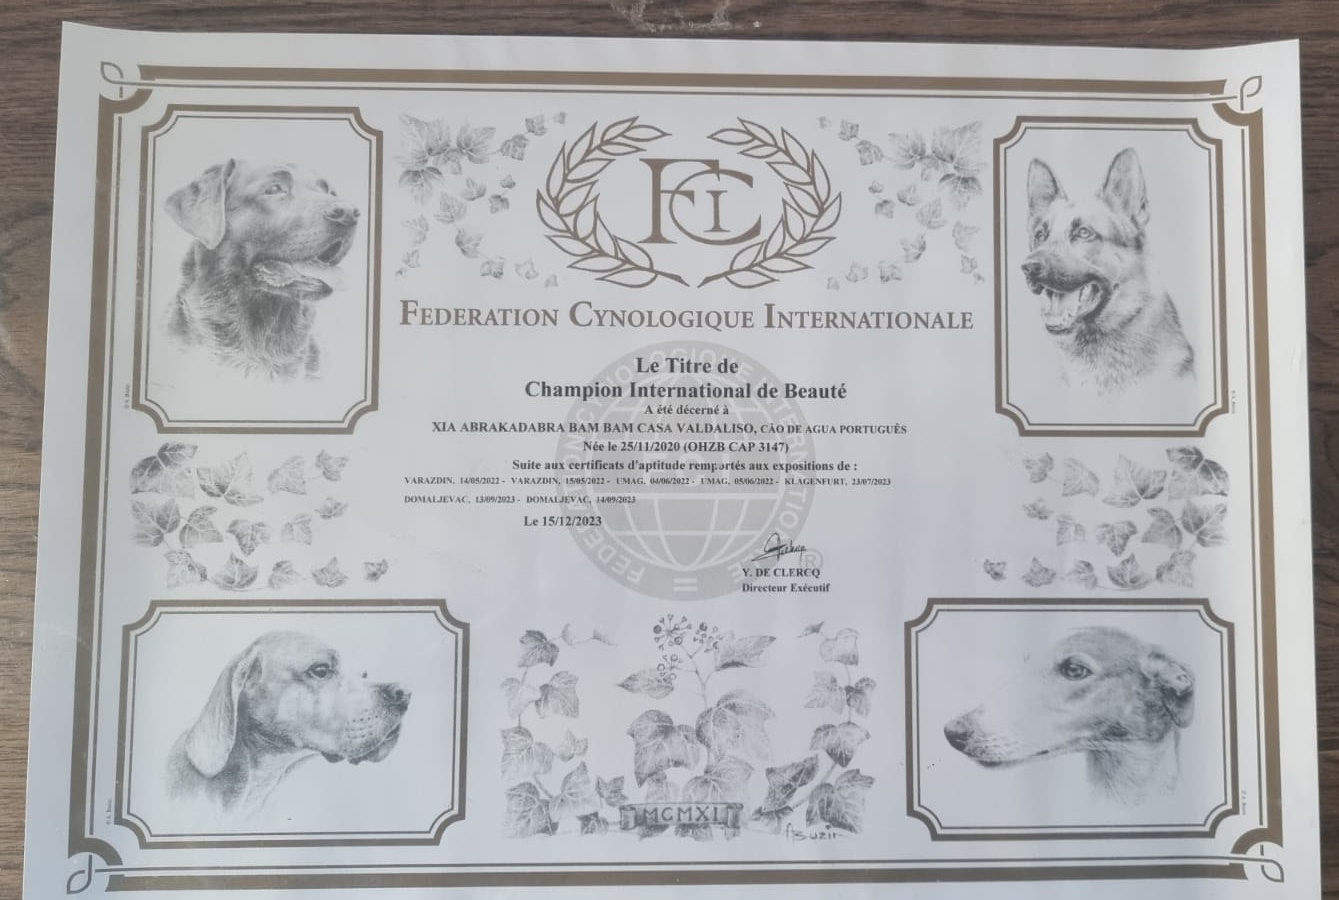 FCI
FEDERATION CYNOLOGIQUE INTERNATIONALE
Le Titre de
Champion International de Beauté
A été décerné à
XIA ABRAKADABRA BAM BAM CASA VALDALISO, CÃO DE AGUA PORTUGUÊS
Née le 25/11/2020 (OHZB CAP 3147)
Suite aux certificats d'aptitude remportés aux expositions de :
VARAZDIN, 14/05/2022 - VARAZDIN, 15/05/2022 - UMAG, 04/06/2022 - UMAG, 05/06/2022 - KLAGENFURT, 23/07/2023
DOMALJEVAC, 13/09/2023 - DOMALJEVAC, 14/09/2023
Le 15/12/2023
FEDERATION CYNOLOGIQUE INTERNATIONALE
®
Y. DE CLERCQ
Directeur Exécutif
MCMXI